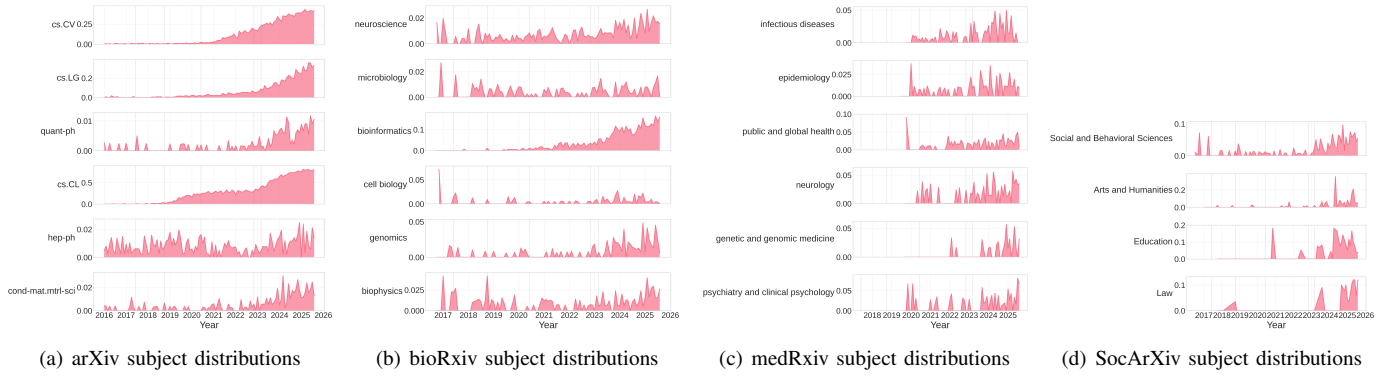 cs.CV
0.25
0.00
cs.LG
0.2
0.0
quant-ph
0.01
0.00
cs.CL
0.5
0.0
hep-ph
0.02
0.00
cond-mat.mtrl-sci
0.02
0.00
2016 2017 2018 2019 2020 2021 2022 2023 2024 2025 2026
Year
(a) arXiv subject distributions
neuroscience
0.02
0.00
microbiology
0.02
0.00
bioinformatics
0.1
0.0
cell biology
0.05
0.00
genomics
0.05
0.00
biophysics
0.02
0.00
2017 2018 2019 2020 2021 2022 2023 2024 2025 2026
Year
(b) bioRxiv subject distributions
infectious diseases
0.05
0.00
epidemiology
0.025
0.000
public and global health
0.10
0.05
0.00
neurology
0.05
0.00
genetic and genomic medicine
0.05
0.00
psychiatry and clinical psychology
0.05
0.00
2018 2019 2020 2021 2022 2023 2024 2025
Year
(c) medRxiv subject distributions
Social and Behavioral Sciences
0.1
0.0
Arts and Humanities
0.2
0.0
Education
0.2
0.1
0.0
Law
0.1
0.0
2017 2018 2019 2020 2021 2022 2023 2024 2025 2026
Year
(d) SocArXiv subject distributions